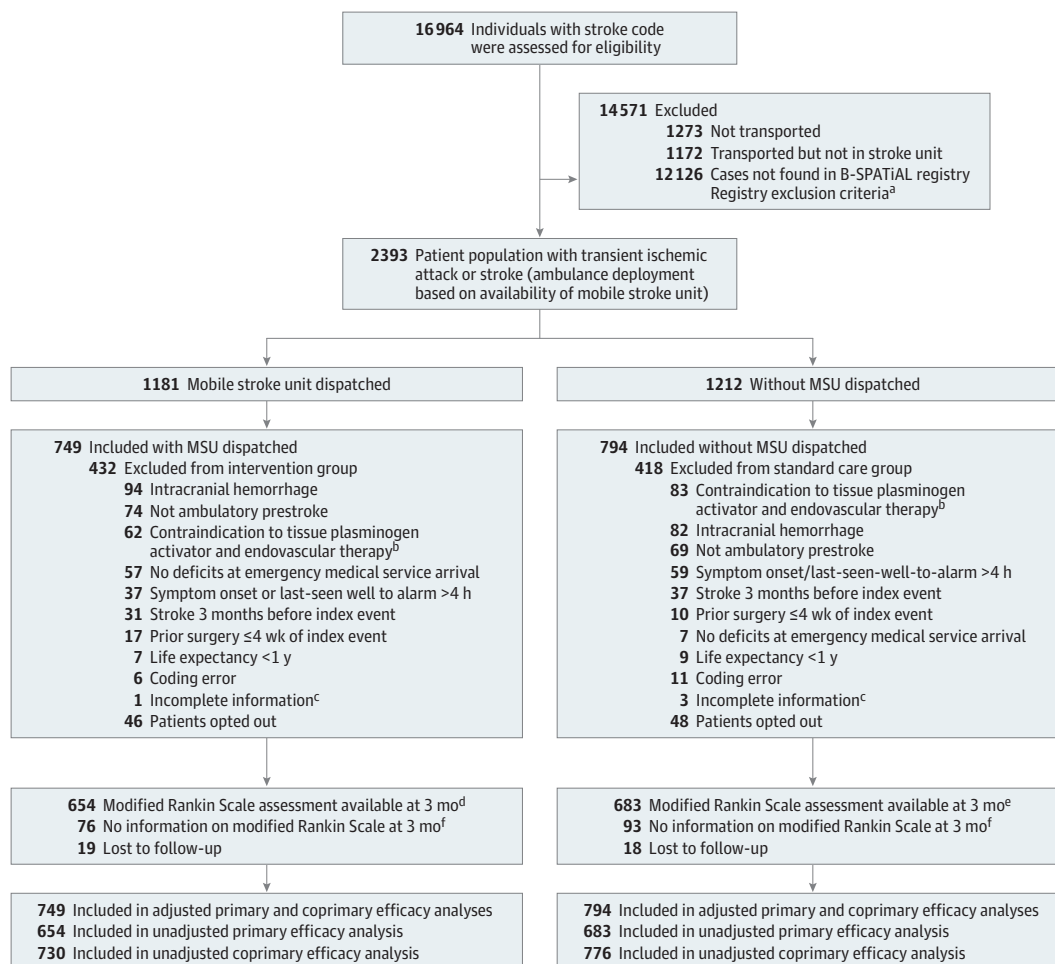 16 964 Individuals with stroke code
were assessed for eligibility
14 571 Excluded
1273 Not transported
1172 Transported but not in stroke unit
12 126 Cases not found in B-SPATiAL registry
Registry exclusion criteriaa
2393 Patient population with transient ischemic
attack or stroke (ambulance deployment
based on availability of mobile stroke unit)
1181 Mobile stroke unit dispatched
749 Included with MSU dispatched
432 Excluded from intervention group
94 Intracranial hemorrhage
74 Not ambulatory prestroke
62 Contraindication to tissue plasminogen
activator and endovascular therapyb
57 No deficits at emergency medical service arrival
37 Symptom onset or last-seen well to alarm >4 h
31 Stroke 3 months before index event
17 Prior surgery ≤4 wk of index event
7 Life expectancy <1 y
6 Coding error
1 Incomplete informationc
46 Patients opted out
654 Modified Rankin Scale assessment available at 3 mod
76 No information on modified Rankin Scale at 3 mof
19 Lost to follow-up
749 Included in adjusted primary and coprimary efficacy analyses
654 Included in unadjusted primary efficacy analysis
730 Included in unadjusted coprimary efficacy analysis
1212 Without MSU dispatched
794 Included without MSU dispatched
418 Excluded from standard care group
83 Contraindication to tissue plasminogen
activator and endovascular therapyb
82 Intracranial hemorrhage
69 Not ambulatory prestroke
59 Symptom onset/last-seen-well-to-alarm >4 h
37 Stroke 3 months before index event
10 Prior surgery ≤4 wk of index event
7 No deficits at emergency medical service arrival
9 Life expectancy <1 y
11 Coding error
3 Incomplete informationc
48 Patients opted out
683 Modified Rankin Scale assessment available at 3 moe
93 No information on modified Rankin Scale at 3 mof
18 Lost to follow-up
794 Included in adjusted primary and coprimary efficacy analyses
683 Included in unadjusted primary efficacy analysis
776 Included in unadjusted coprimary efficacy analysis